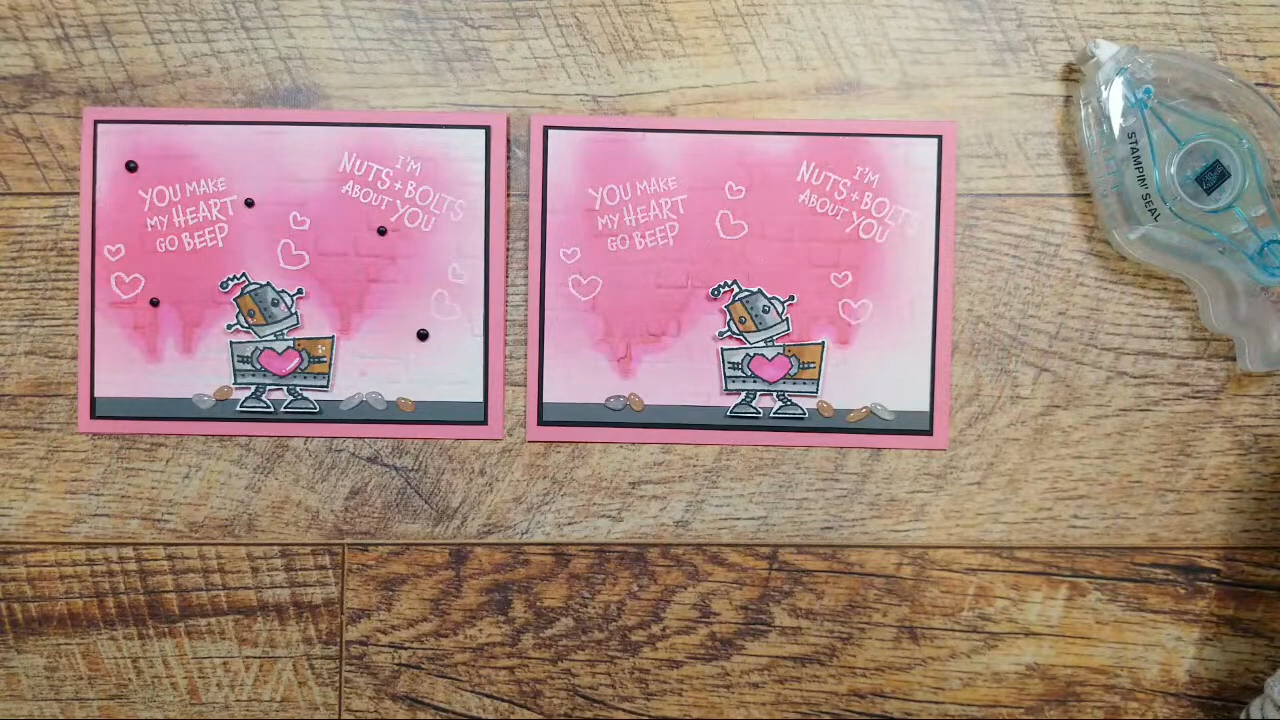 YOU MAKE
MY HEART
GO BEEP
I'M
NUTS + BOLTS
ABOUT YOU
YOU MAKE
MY HEART
GO BEEP
I'M
NUTS + BOLTS
ABOUT YOU
STAMPIN' SEAL